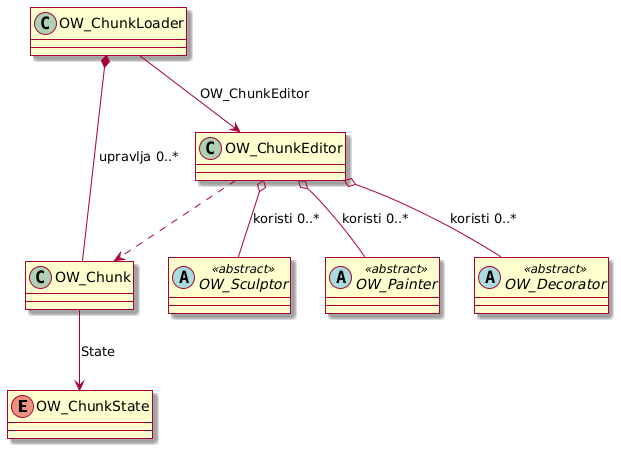 C OW_ChunkLoader
OW_ChunkEditor
C OW_ChunkEditor
upravlja 0..*
koristi 0..*
koristi 0..*
koristi 0..*
C OW_Chunk
A «abstract»
OW_Sculptor
A «abstract»
OW_Painter
A «abstract»
OW_Decorator
State
E OW_ChunkState